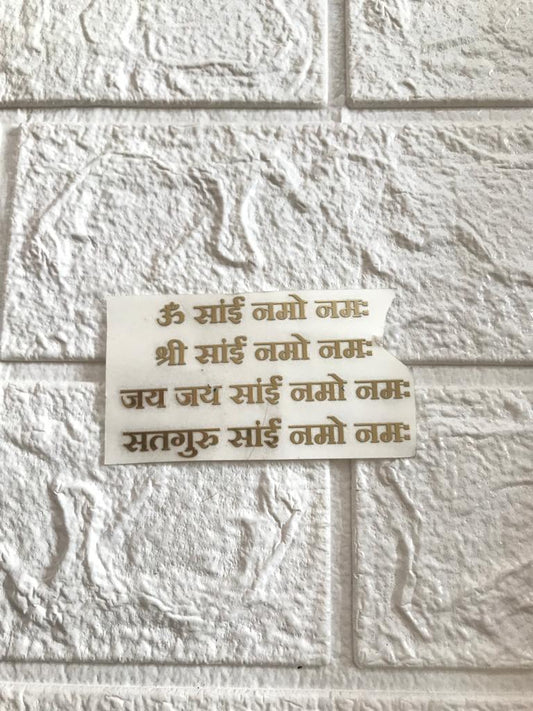 ॐ सांई नमो नमः
श्री सांई नमो नमः
जय जय सांई नमो नमः
सतगुरु सांई नमो नमः